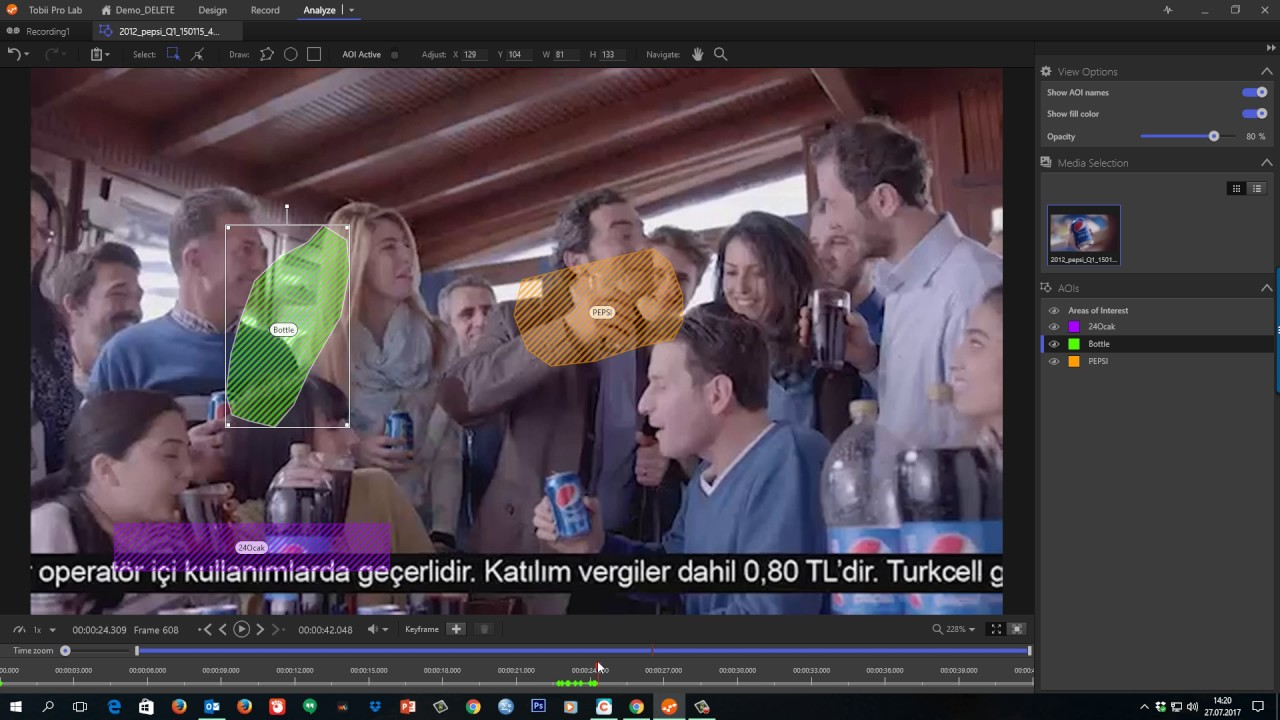 Tobii Pro Lab Demo_DELETE Design Record Analyze
Recording1 2012_pepsi_Q1_150115_4...
Select: Draw: AOI Active Adjust: X 129 Y 104 W 81 H 133 Navigate:
View Options
Show AOI names
Show fill color
Opacity 80 %
Media Selection
2012_pepsi_Q1_1501...
AOIs
Areas of Interest
24Ocak
Bottle
PEPSI
Bottle
PEPSI
24Ocak
r operatör içi kullanımlarda geçerlidir. Katılım vergiler dahil 0,80 TL'dir. Turkcell g
1x 00:00:24.309 Frame 608 00:00:42.048 Keyframe 228%
Time zoom
00.000 00:00:03.000 00:00:06.000 00:00:09.000 00:00:12.000 00:00:15.000 00:00:18.000 00:00:21.000 00:00:27.000 00:00:30.000 00:00:33.000 00:00:36.000 00:00:39.000
14:20
27.07.2017